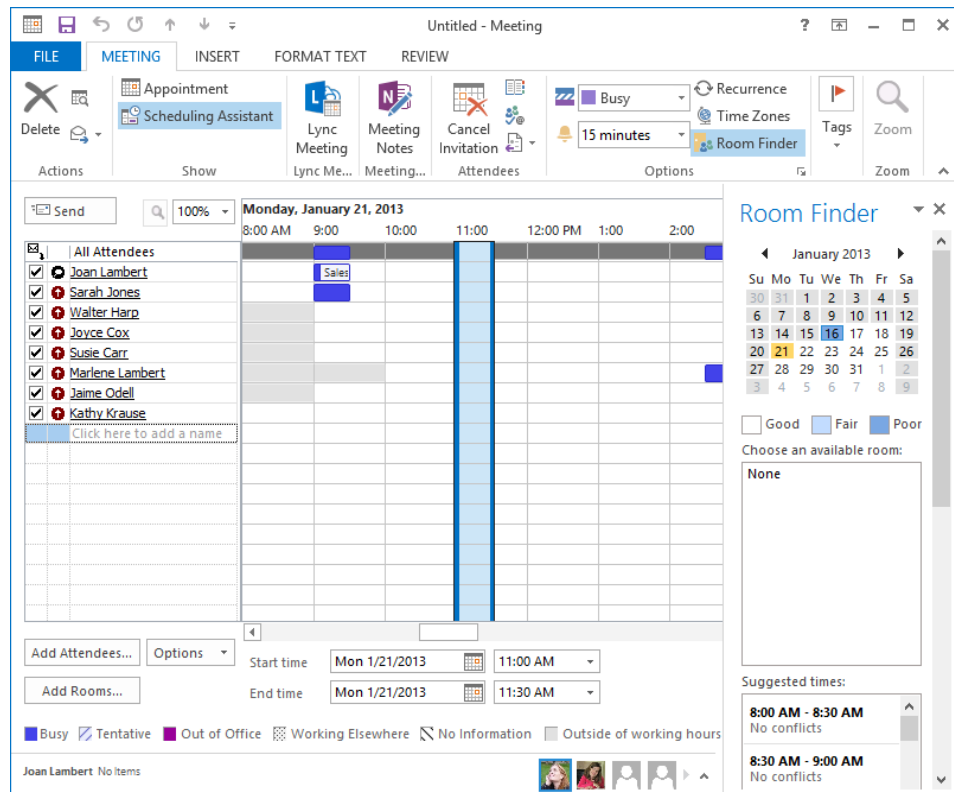 Untitled - Meeting
FILE MEETING INSERT FORMAT TEXT REVIEW
Delete
Actions
Appointment
Scheduling Assistant
Show
Lync Meeting
Lync Me...
Meeting Notes
Meeting...
Cancel Invitation
Attendees
Busy
15 minutes
Recurrence
Time Zones
Room Finder
Options
Tags
Zoom
Zoom
Send
100%
Monday, January 21, 2013
8:00 AM 9:00 10:00 11:00 12:00 PM 1:00 2:00
All Attendees
Joan Lambert
Sales
Sarah Jones
Walter Harp
Joyce Cox
Susie Carr
Marlene Lambert
Jaime Odell
Kathy Krause
Click here to add a name
Add Attendees... Options
Add Rooms...
Start time Mon 1/21/2013 11:00 AM
End time Mon 1/21/2013 11:30 AM
Busy Tentative Out of Office Working Elsewhere No Information Outside of working hours
Joan Lambert No Items
Room Finder
January 2013
Su Mo Tu We Th Fr Sa
30 31 1 2 3 4 5
6 7 8 9 10 11 12
13 14 15 16 17 18 19
20 21 22 23 24 25 26
27 28 29 30 31 1 2
3 4 5 6 7 8 9
Good Fair Poor
Choose an available room:
None
Suggested times:
8:00 AM - 8:30 AM
No conflicts
8:30 AM - 9:00 AM
No conflicts